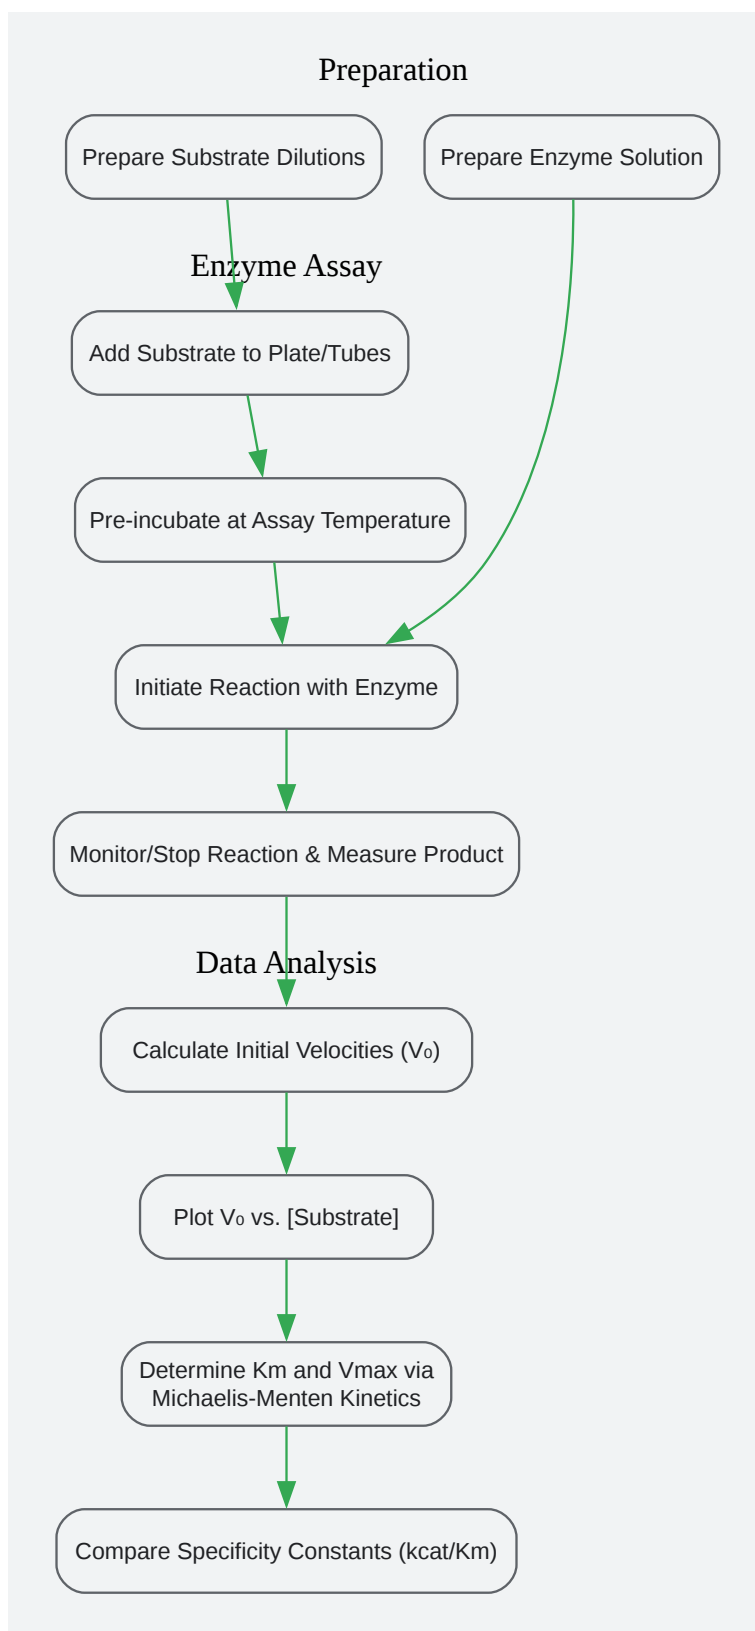 Preparation
Prepare Substrate Dilutions
Prepare Enzyme Solution
Enzyme Assay
Add Substrate to Plate/Tubes
Pre-incubate at Assay Temperature
Initiate Reaction with Enzyme
Monitor/Stop Reaction & Measure Product
Data Analysis
Calculate Initial Velocities (V₀)
Plot V₀ vs. [Substrate]
Determine Km and Vmax via
Michaelis-Menten Kinetics
Compare Specificity Constants (kcat/Km)